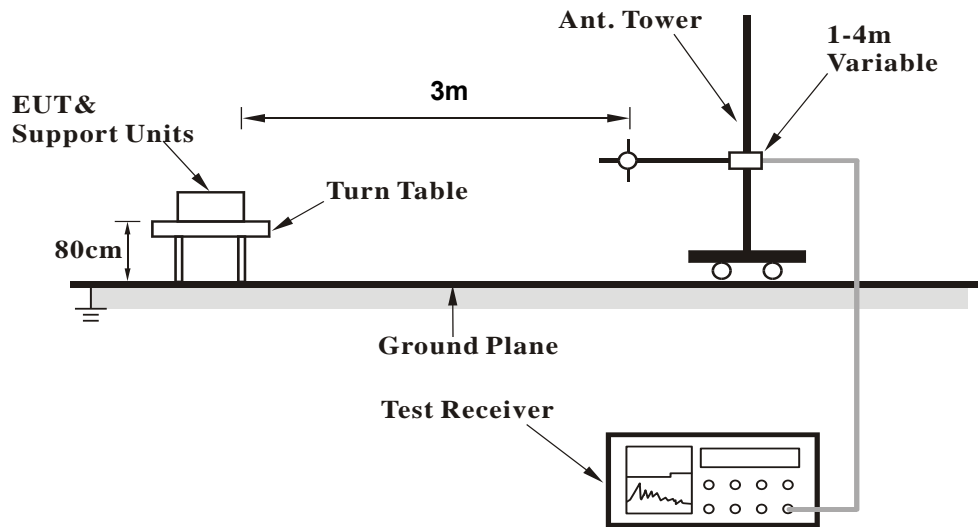 Ant. Tower
1-4m
Variable
3m
EUT&
Support Units
Turn Table
80cm
Ground Plane
Test Receiver